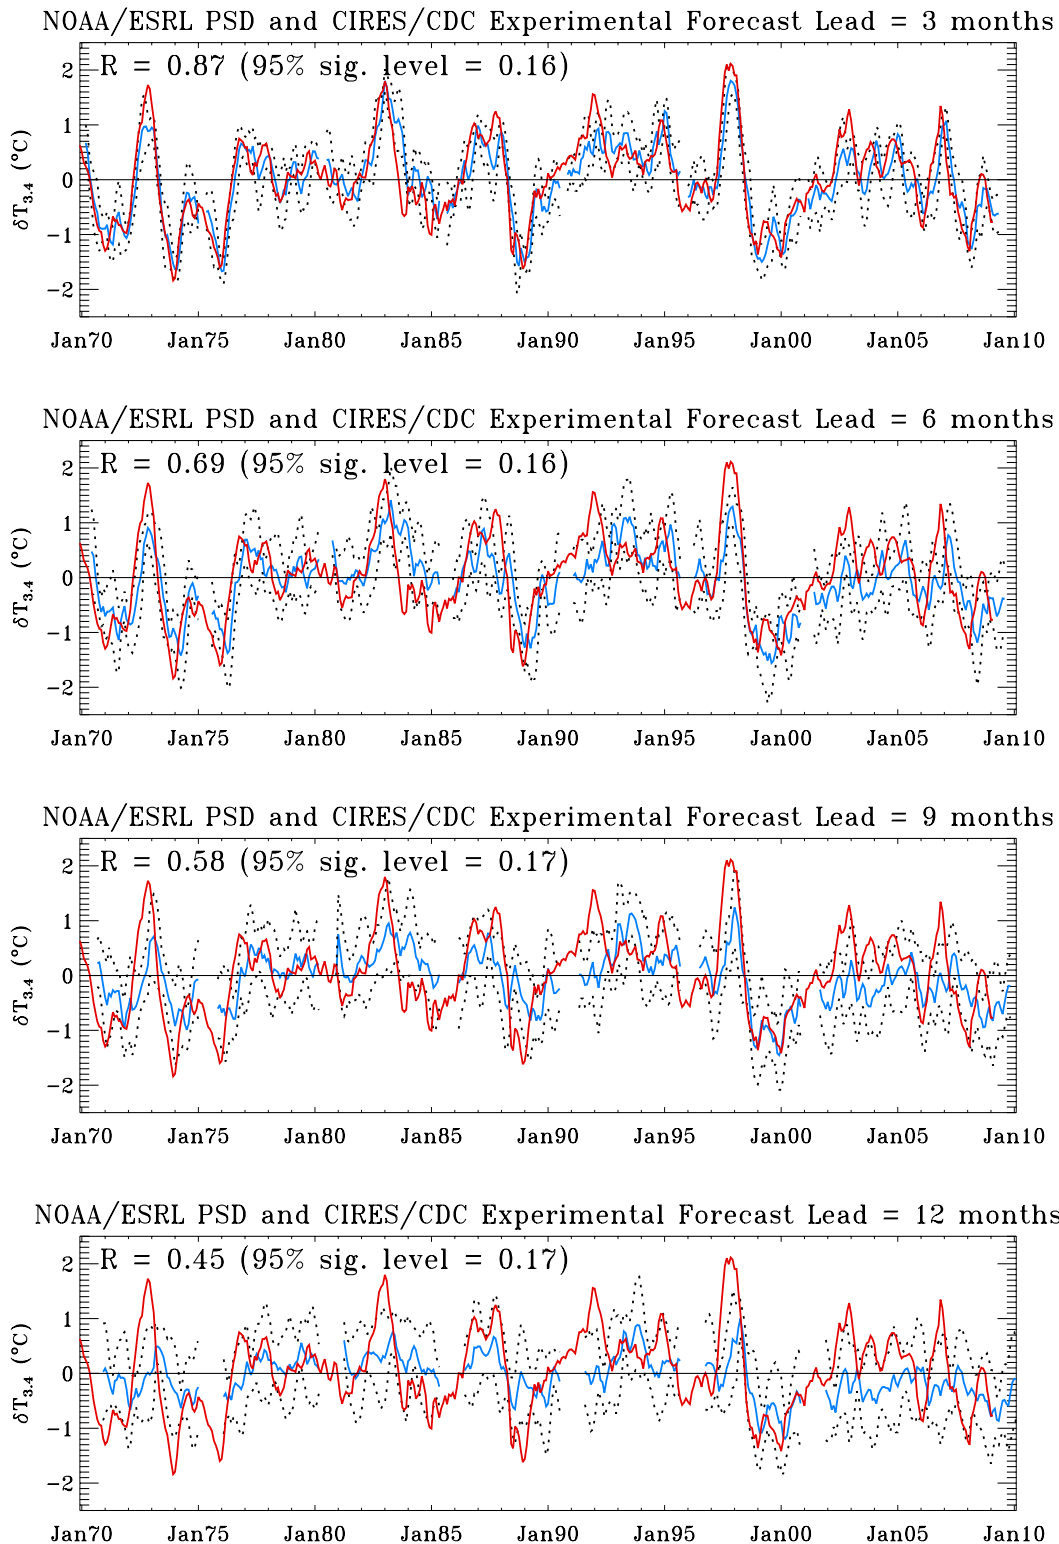 NOAA/ESRL PSD and CIRES/CDC Experimental Forecast Lead = 3 months
R = 0.87 (95% sig. level = 0.16)
2
1
0
−1
−2
δT3.4 (°C)
Jan70 Jan75 Jan80 Jan85 Jan90 Jan95 Jan00 Jan05 Jan10
NOAA/ESRL PSD and CIRES/CDC Experimental Forecast Lead = 6 months
R = 0.69 (95% sig. level = 0.16)
2
1
0
−1
−2
δT3.4 (°C)
Jan70 Jan75 Jan80 Jan85 Jan90 Jan95 Jan00 Jan05 Jan10
NOAA/ESRL PSD and CIRES/CDC Experimental Forecast Lead = 9 months
R = 0.58 (95% sig. level = 0.17)
2
1
0
−1
−2
δT3.4 (°C)
Jan70 Jan75 Jan80 Jan85 Jan90 Jan95 Jan00 Jan05 Jan10
NOAA/ESRL PSD and CIRES/CDC Experimental Forecast Lead = 12 months
R = 0.45 (95% sig. level = 0.17)
2
1
0
−1
−2
δT3.4 (°C)
Jan70 Jan75 Jan80 Jan85 Jan90 Jan95 Jan00 Jan05 Jan10